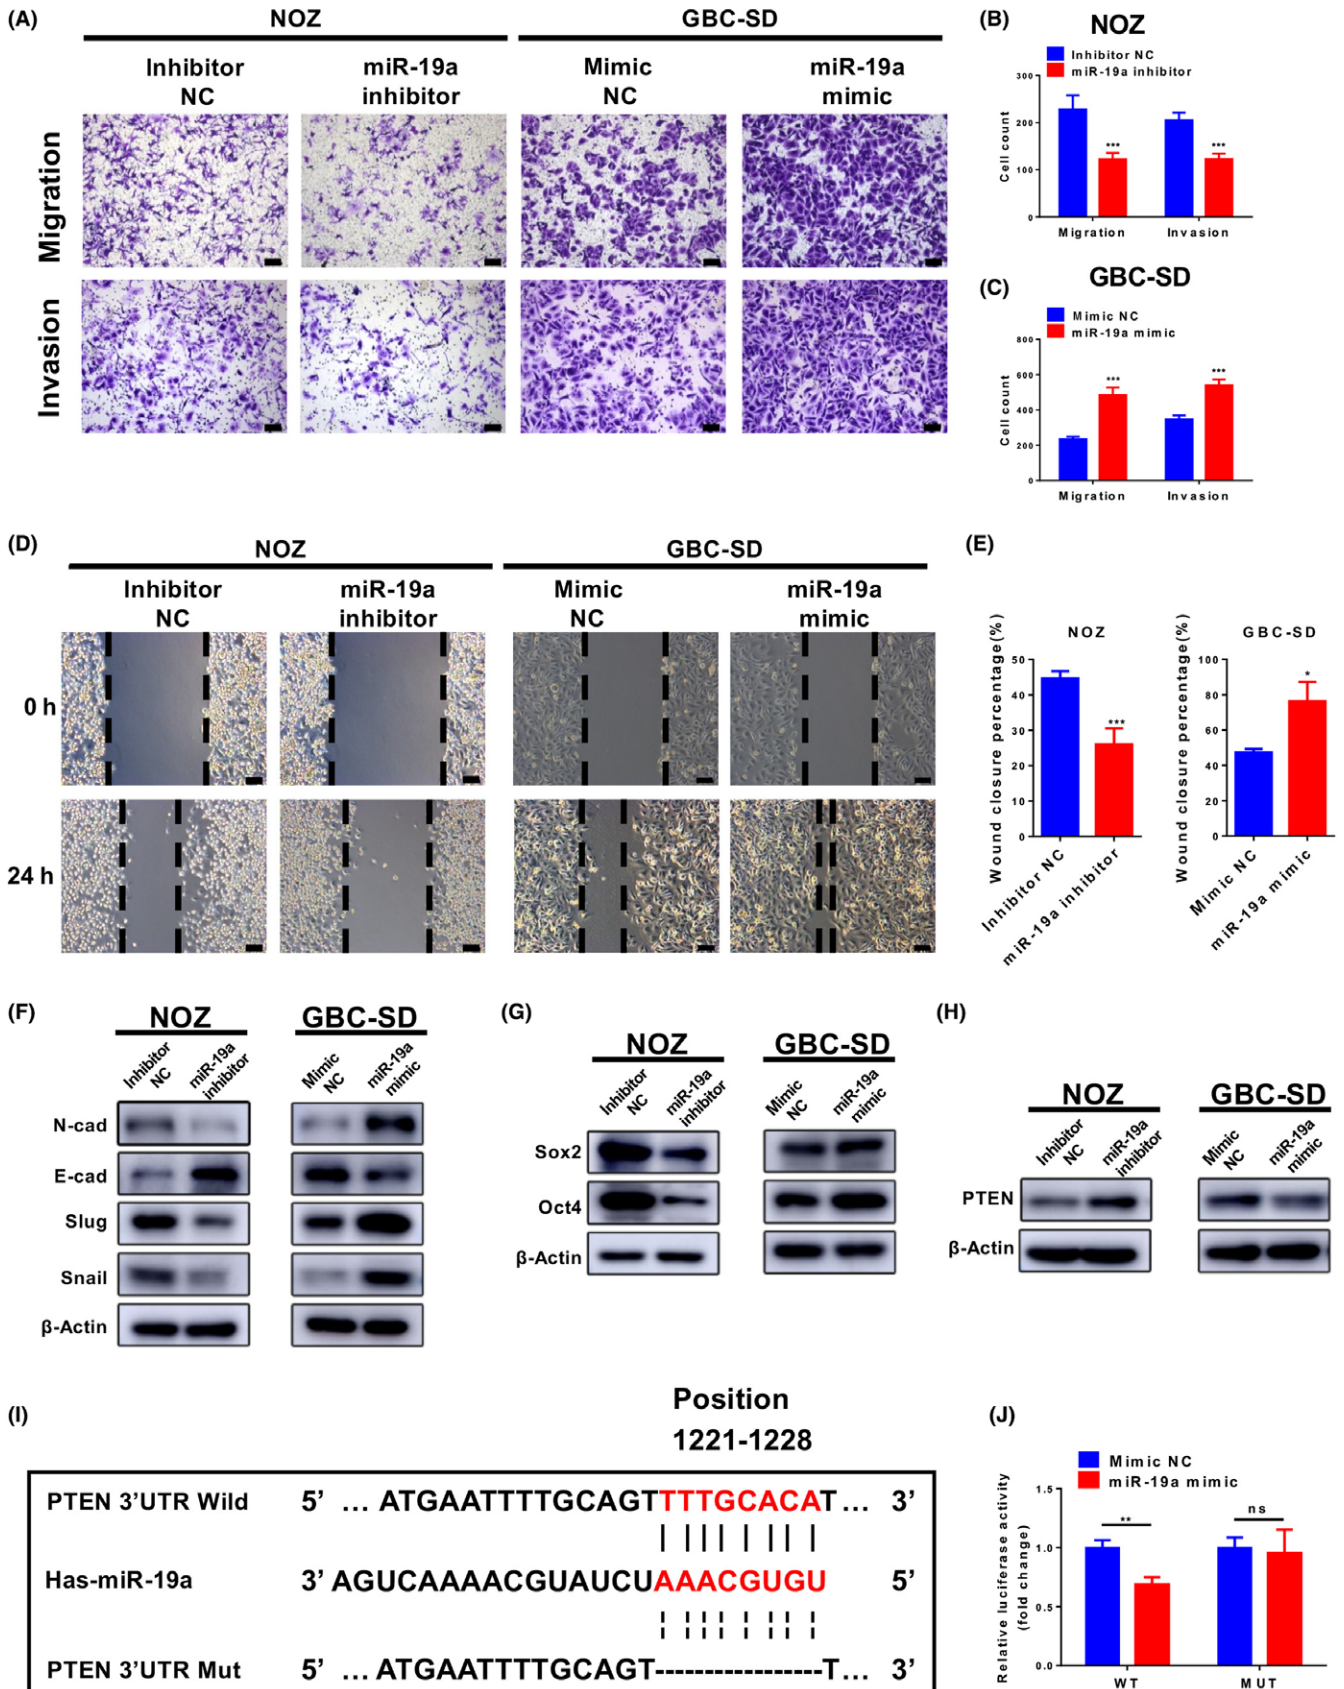 (A)
NOZ
GBC-SD
Inhibitor
NC
miR-19a
inhibitor
Mimic
NC
miR-19a
mimic
Migration
Invasion
(B)
NOZ
Inhibitor NC
miR-19a inhibitor
300
200
100
0
Cell count
***
***
Migration
Invasion
(C)
GBC-SD
Mimic NC
miR-19a mimic
800
600
400
200
0
Cell count
***
***
Migration
Invasion
(D)
NOZ
GBC-SD
Inhibitor
NC
miR-19a
inhibitor
Mimic
NC
miR-19a
mimic
0 h
24 h
(E)
NOZ
Wound closure percentage(%)
50
40
30
20
10
0
***
Inhibitor NC
miR-19a inhibitor
GBC-SD
Wound closure percentage(%)
100
80
60
40
20
0
*
Mimic NC
miR-19a mimic
(F)
NOZ
GBC-SD
Inhibitor
NC
miR-19a
inhibitor
Mimic
NC
miR-19a
mimic
N-cad
E-cad
Slug
Snail
β-Actin
(G)
NOZ
GBC-SD
Inhibitor
NC
miR-19a
inhibitor
Mimic
NC
miR-19a
mimic
Sox2
Oct4
β-Actin
(H)
NOZ
GBC-SD
Inhibitor
NC
miR-19a
inhibitor
Mimic
NC
miR-19a
mimic
PTEN
β-Actin
(I)
Position
1221-1228
PTEN 3’UTR Wild 5’ ... ATGAATTTTGCAGTTTTGCACAT... 3’
Has-miR-19a 3’ AGUCAAAACGUAUCUAAACGUGU 5’
PTEN 3’UTR Mut 5’ ... ATGAATTTTGCAGT-----------------T... 3’
(J)
Mimic NC
miR-19a mimic
Relative luciferase activity
(fold change)
1.5
1.0
0.5
0.0
**
ns
WT
MUT